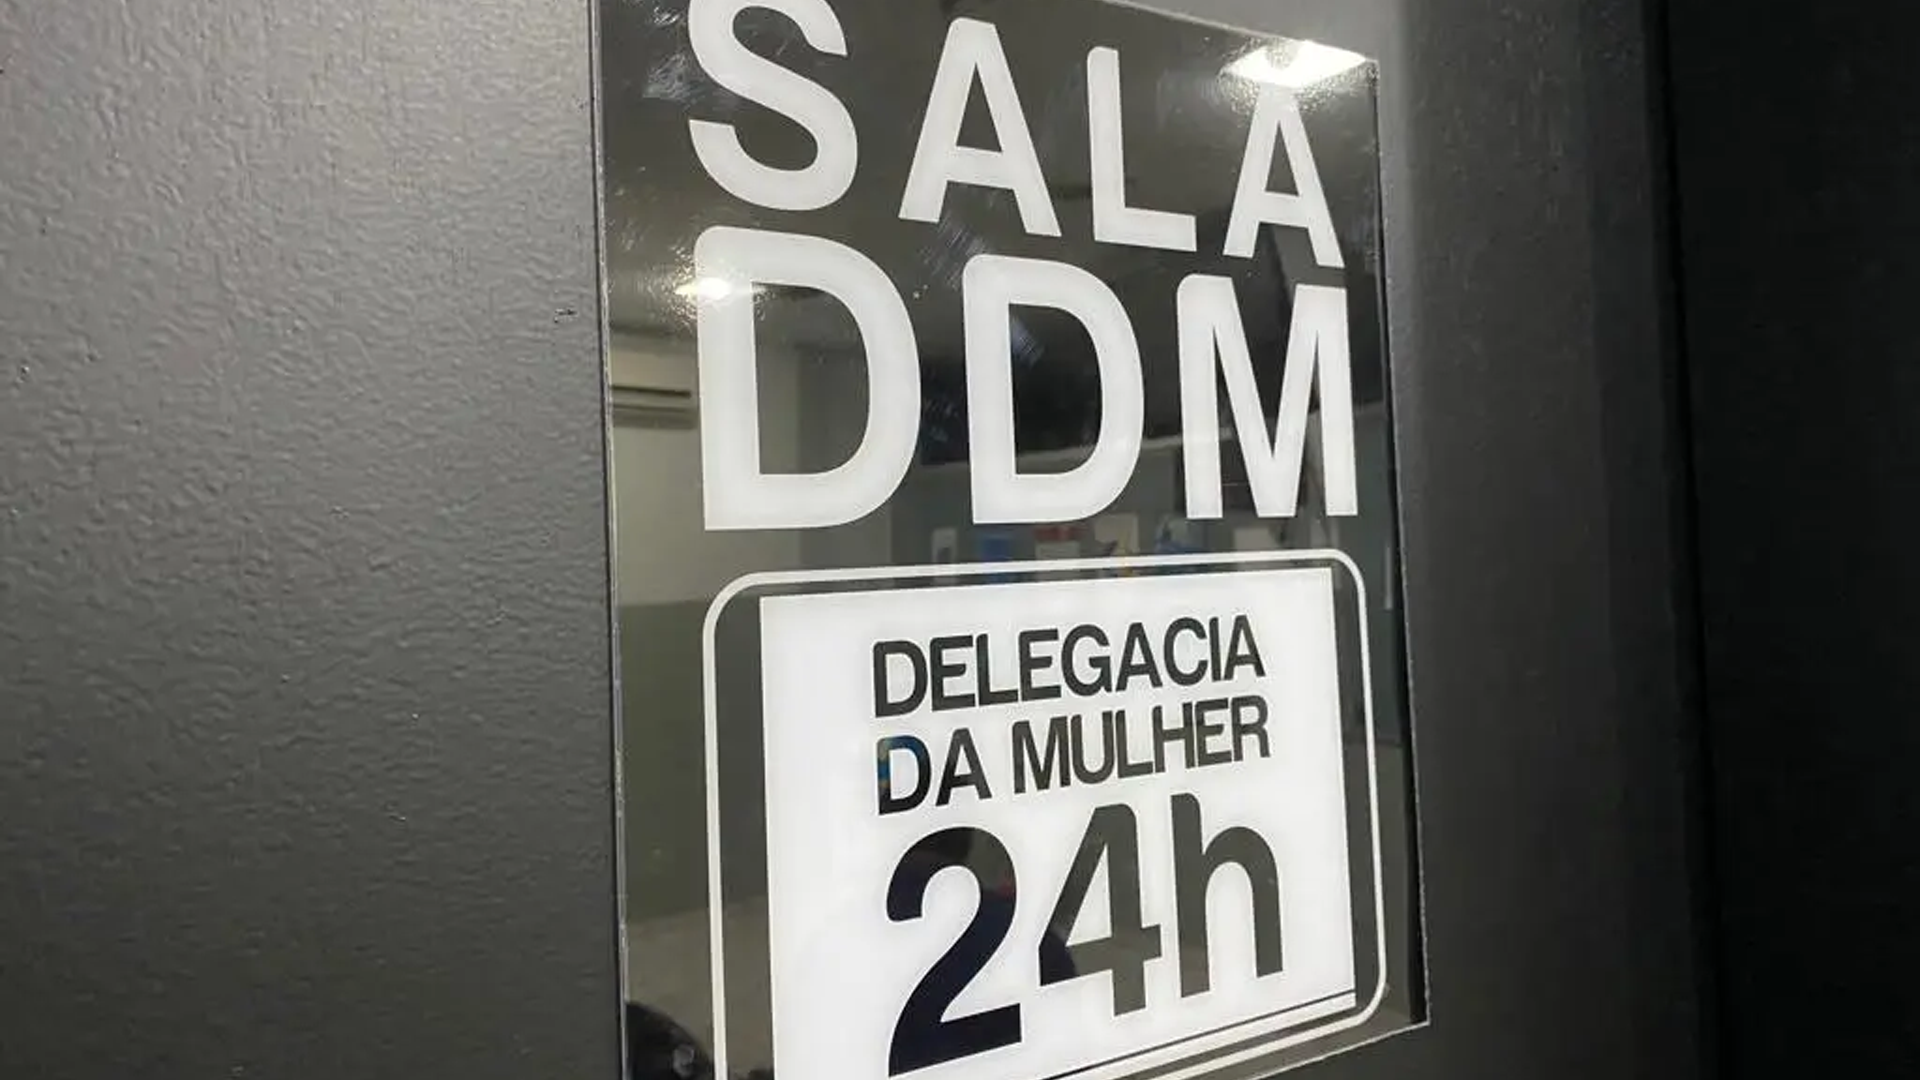 SALA
DDM
DELEGACIA
DA MULHER
24h